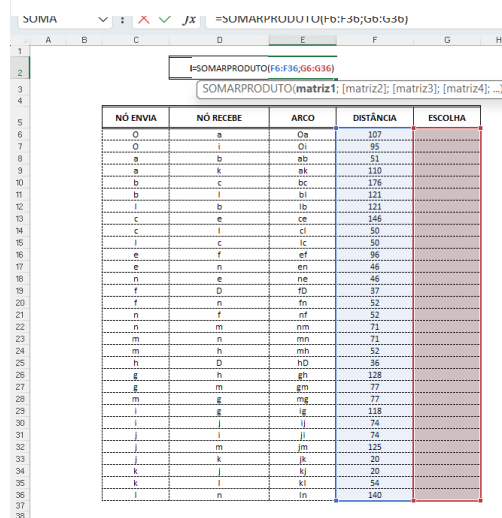 SOMA fx =SOMARPRODUTO(F6:F36;G6:G36)
A B C D E F G H
1
2 =SOMARPRODUTO(F6:F36;G6:G36)
3 SOMARPRODUTO(matriz1; [matriz2]; [matriz3]; [matriz4]; ...)
4
5 NÓ ENVIA NÓ RECEBE ARCO DISTÂNCIA ESCOLHA
6 O a Oa 107
7 O i Oi 95
8 a b ab 51
9 a k ak 110
10 b c bc 176
11 b l bl 121
12 l b lb 121
13 c e ce 146
14 c l cl 50
15 l c lc 50
16 e f ef 96
17 e n en 46
18 n e ne 46
19 f D fD 37
20 f n fn 52
21 n f nf 52
22 n m nm 71
23 m n mn 71
24 m h mh 52
25 h D hD 36
26 g h gh 128
27 g m gm 77
28 m g mg 77
29 i g ig 118
30 i j ij 74
31 j i ji 74
32 j m jm 125
33 j k jk 20
34 k j kj 20
35 k l kl 54
36 l n ln 140
37
38